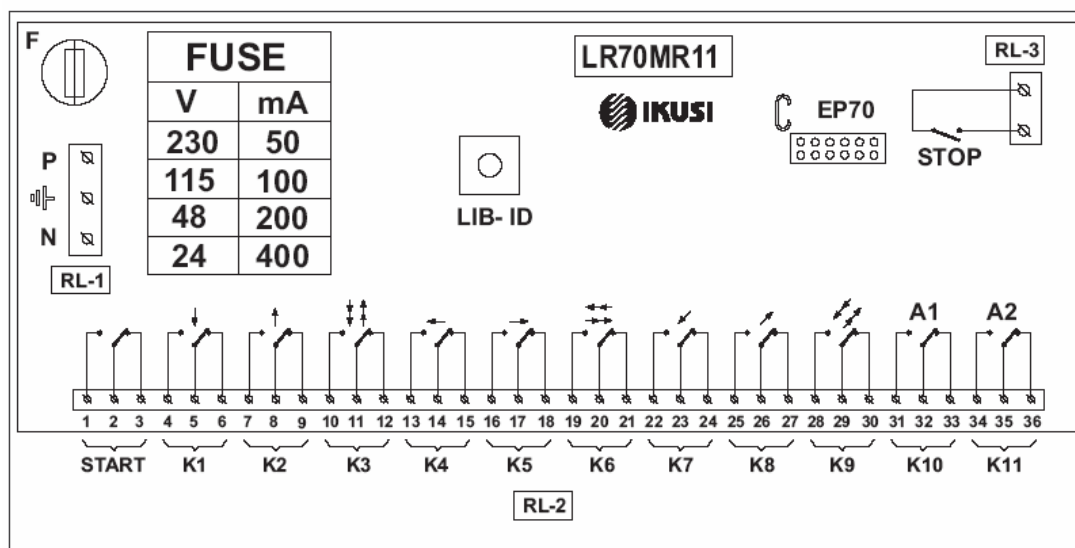 F
FUSE
V mA
230 50
115 100
48 200
24 400
LR70MR11
IKUSI
EP70
RL-3
STOP
LIB- ID
P
N
RL-1
A1 A2
1 2 3 4 5 6 7 8 9 10 11 12 13 14 15 16 17 18 19 20 21 22 23 24 25 26 27 28 29 30 31 32 33 34 35 36
START K1 K2 K3 K4 K5 K6 K7 K8 K9 K10 K11
RL-2